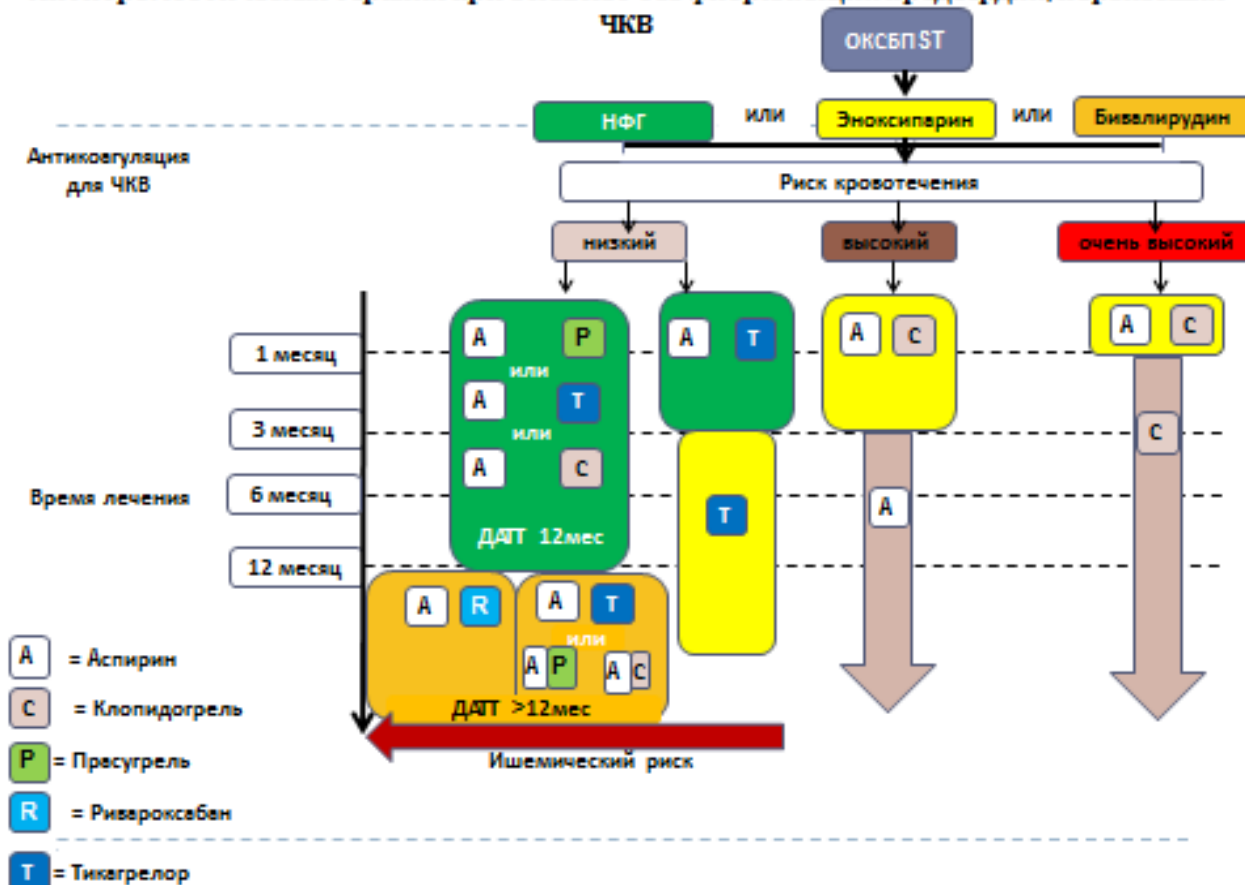 ЧКВ
ОКСБП ST
НФГ или Эноксипарин или Бивалирудин
Антикоагуляция
для ЧКВ
Риск кровотечения
низкий высокий очень высокий
1 месяц
3 месяц
Время лечения
6 месяц
12 месяц
A P
или
A T
или
A C
ДАТТ 12мес
A T
T
A C
A
A C
C
A R
A T
или
A P A C
ДАТТ >12мес
Ишемический риск
A = Аспирин
C = Клопидогрель
P = Прасугрель
R = Ривароксабан
T = Тикагрелор